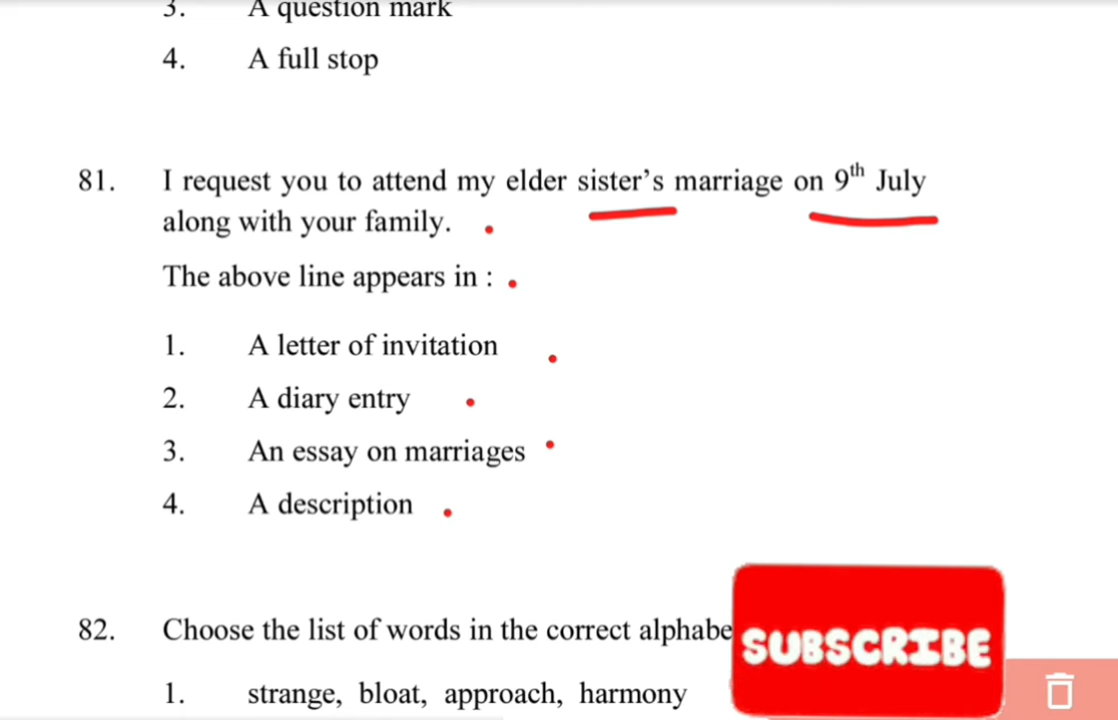 3. A question mark
4. A full stop
81. I request you to attend my elder sister’s marriage on 9th July
along with your family.
The above line appears in :
1. A letter of invitation
2. A diary entry
3. An essay on marriages
4. A description
82. Choose the list of words in the correct
SUBSCRIBE
1. strange, bloat, approach, harmony